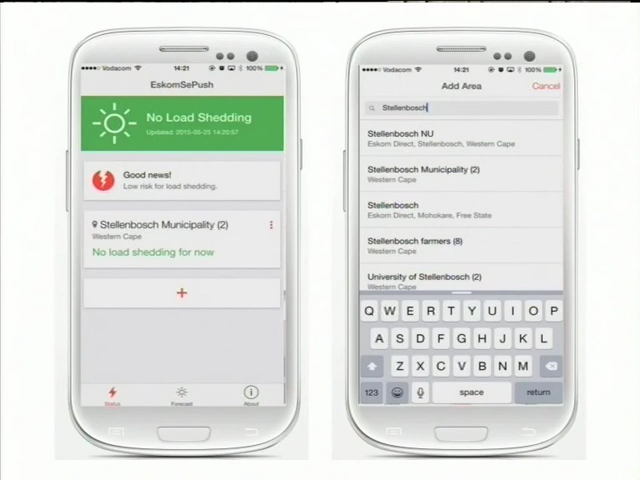 Vodacom 14:21 100%
EskomSePush
No Load Shedding
Updated: 2015-05-25 14:20:57
Good news!
Low risk for load shedding.
Stellenbosch Municipality (2)
Western Cape
No load shedding for now
+
Status Forecast About
Vodacom 14:21 100%
Add Area Cancel
Stellenbosch
Stellenbosch NU
Eskom Direct, Stellenbosch, Western Cape
Stellenbosch Municipality (2)
Western Cape
Stellenbosch
Eskom Direct, Mohokare, Free State
Stellenbosch farmers (8)
Western Cape
University of Stellenbosch (2)
Western Cape
Q W E R T Y U I O P
A S D F G H J K L
Z X C V B N M
123 space return